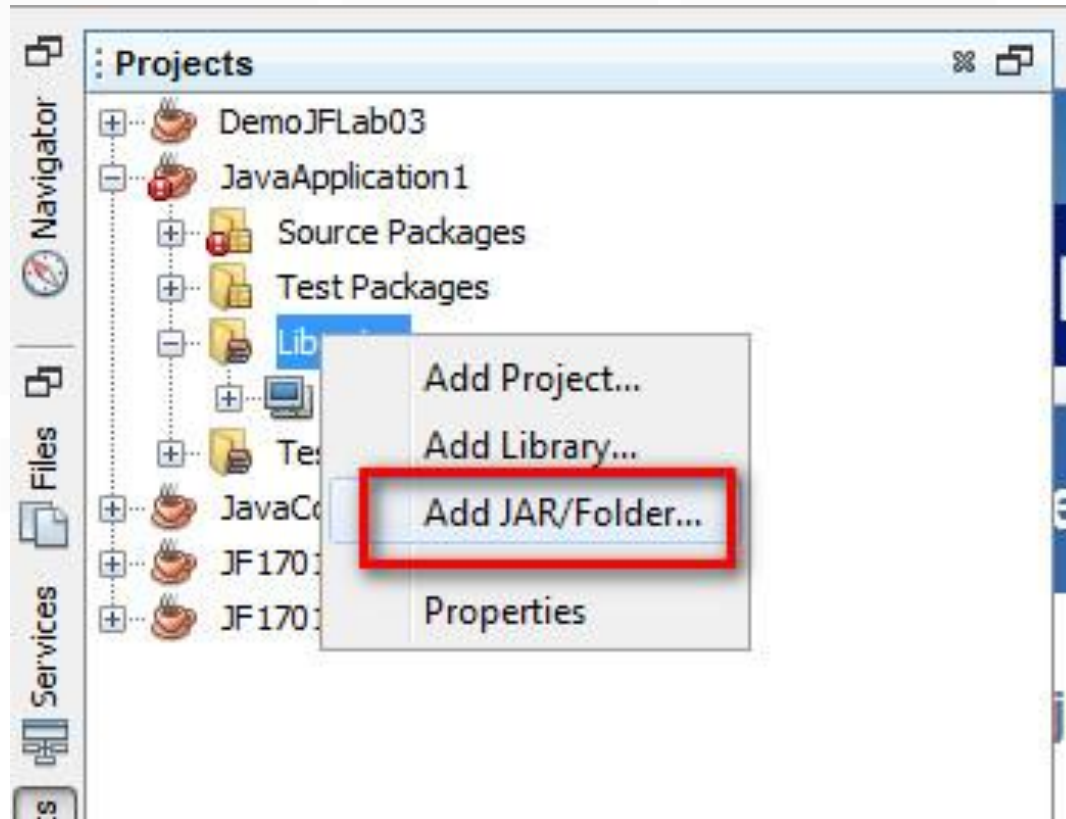 Projects
Navigator
DemoJFLab03
JavaApplication1
Source Packages
Test Packages
Add Project...
Files
Add Library...
Add JAR/Folder...
Services
Properties